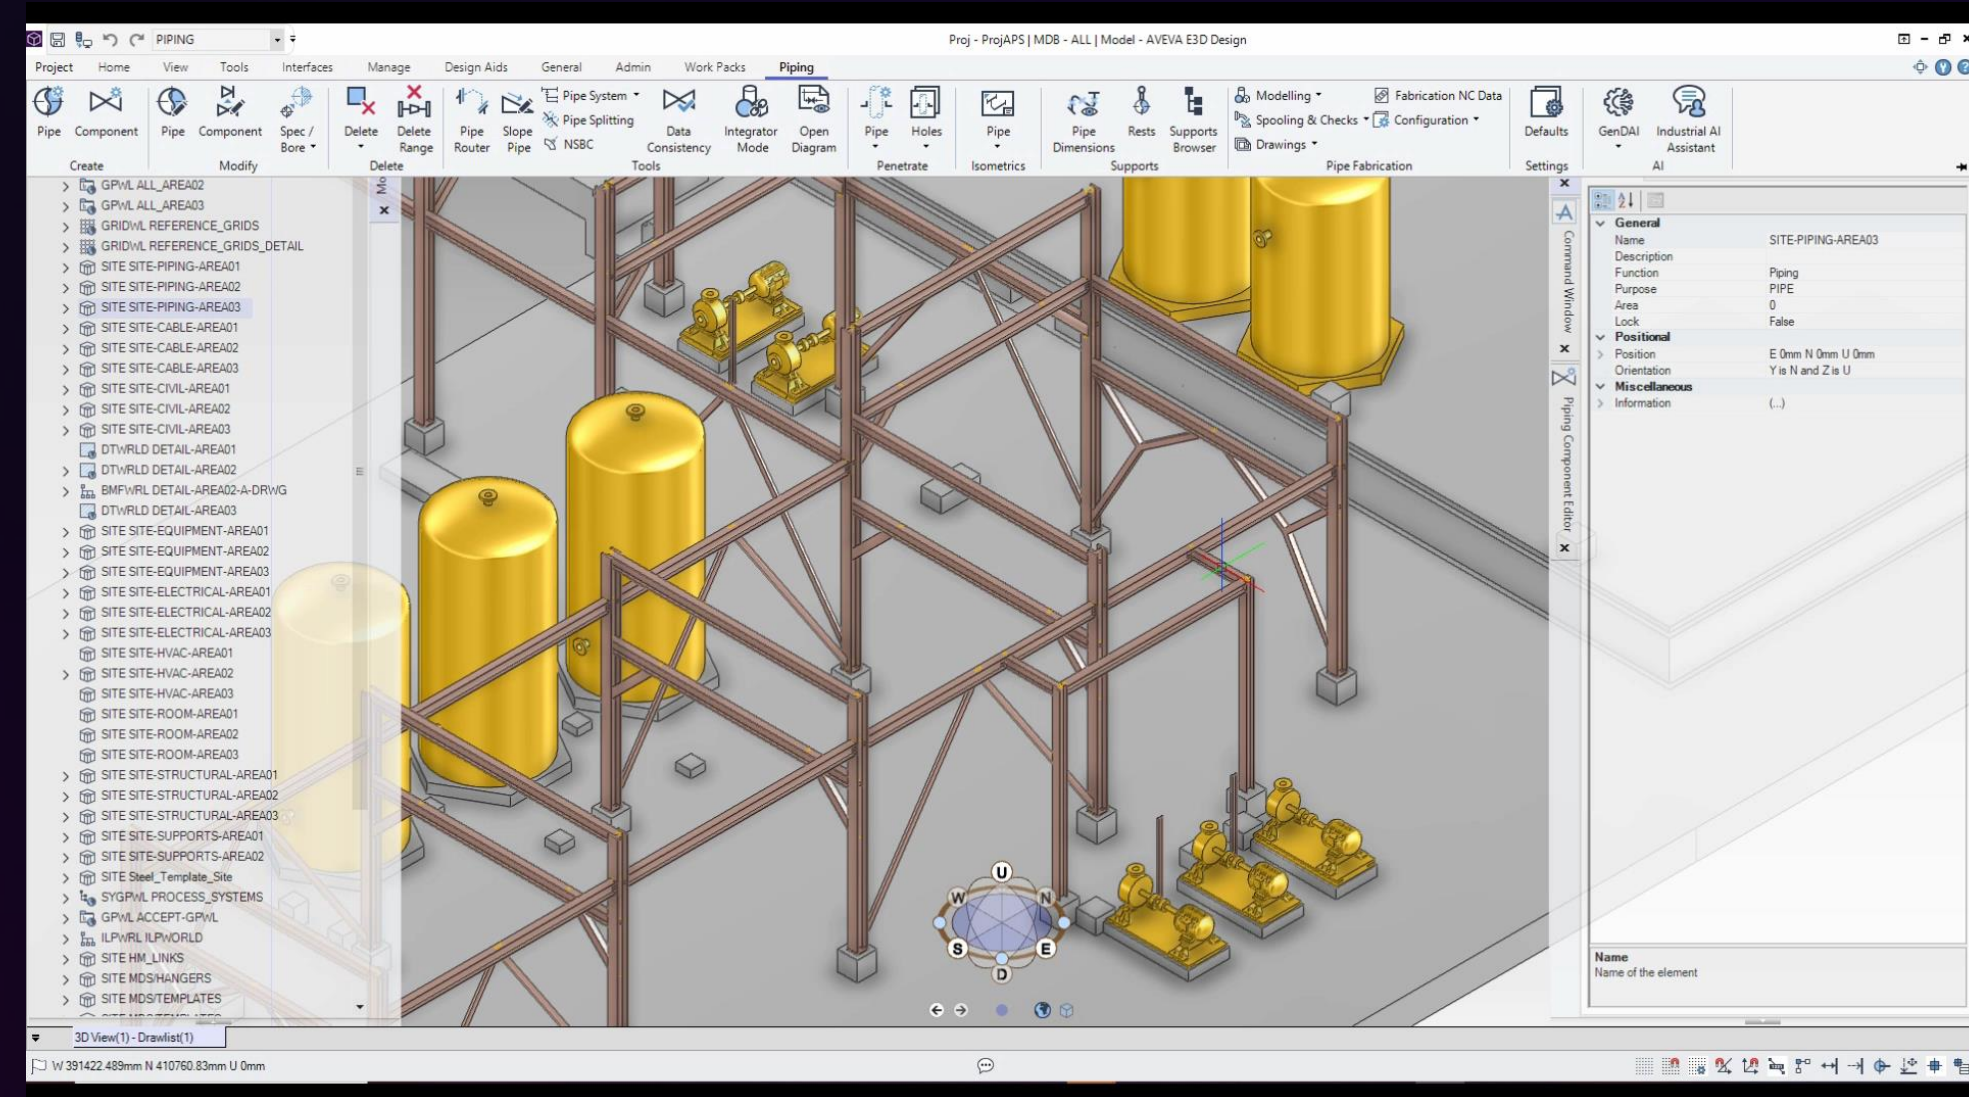 PIPING
Proj - ProjAPS | MDB - ALL | Model - AVEVA E3D Design
Project Home View Tools Interfaces Manage Design Aids General Admin Work Packs Piping
Pipe Component Pipe Component Spec / Bore Delete Delete Range Pipe Router Slope Pipe
Pipe System
Pipe Splitting
NSBC
Data Consistency Integrator Mode Open Diagram Pipe Holes Pipe Pipe Dimensions Rests Supports Browser
Modelling Fabrication NC Data
Spooling & Checks Configuration
Drawings
Defaults GenDAI Industrial AI Assistant
Create Modify Delete Tools Penetrate Isometrics Supports Pipe Fabrication Settings AI
GPWL ALL_AREA02
GPWL ALL_AREA03
GRIDWL REFERENCE_GRIDS
GRIDWL REFERENCE_GRIDS_DETAIL
SITE SITE-PIPING-AREA01
SITE SITE-PIPING-AREA02
SITE SITE-PIPING-AREA03
SITE SITE-CABLE-AREA01
SITE SITE-CABLE-AREA02
SITE SITE-CABLE-AREA03
SITE SITE-CIVIL-AREA01
SITE SITE-CIVIL-AREA02
SITE SITE-CIVIL-AREA03
DTWRLD DETAIL-AREA01
DTWRLD DETAIL-AREA02
BMFWRL DETAIL-AREA02-A-DRWG
DTWRLD DETAIL-AREA03
SITE SITE-EQUIPMENT-AREA01
SITE SITE-EQUIPMENT-AREA02
SITE SITE-EQUIPMENT-AREA03
SITE SITE-ELECTRICAL-AREA01
SITE SITE-ELECTRICAL-AREA02
SITE SITE-ELECTRICAL-AREA03
SITE SITE-HVAC-AREA01
SITE SITE-HVAC-AREA02
SITE SITE-HVAC-AREA03
SITE SITE-ROOM-AREA01
SITE SITE-ROOM-AREA02
SITE SITE-ROOM-AREA03
SITE SITE-STRUCTURAL-AREA01
SITE SITE-STRUCTURAL-AREA02
SITE SITE-STRUCTURAL-AREA03
SITE SITE-SUPPORTS-AREA01
SITE SITE-SUPPORTS-AREA02
SITE Steel_Template_Site
SYGPWL PROCESS_SYSTEMS
GPWL ACCEPT-GPWL
ILPWRL ILPWORLD
SITE HM_LINKS
SITE MDS/HANGERS
SITE MDS/TEMPLATES
Mo
U
W N
S E
D
Command Window
Piping Component Editor
General
Name SITE-PIPING-AREA03
Description
Function Piping
Purpose PIPE
Area 0
Lock False
Positional
Position E 0mm N 0mm U 0mm
Orientation Y is N and Z is U
Miscellaneous
Information (...)
Name
Name of the element
3D View(1) - Drawlist(1)
W 391422.489mm N 410760.83mm U 0mm